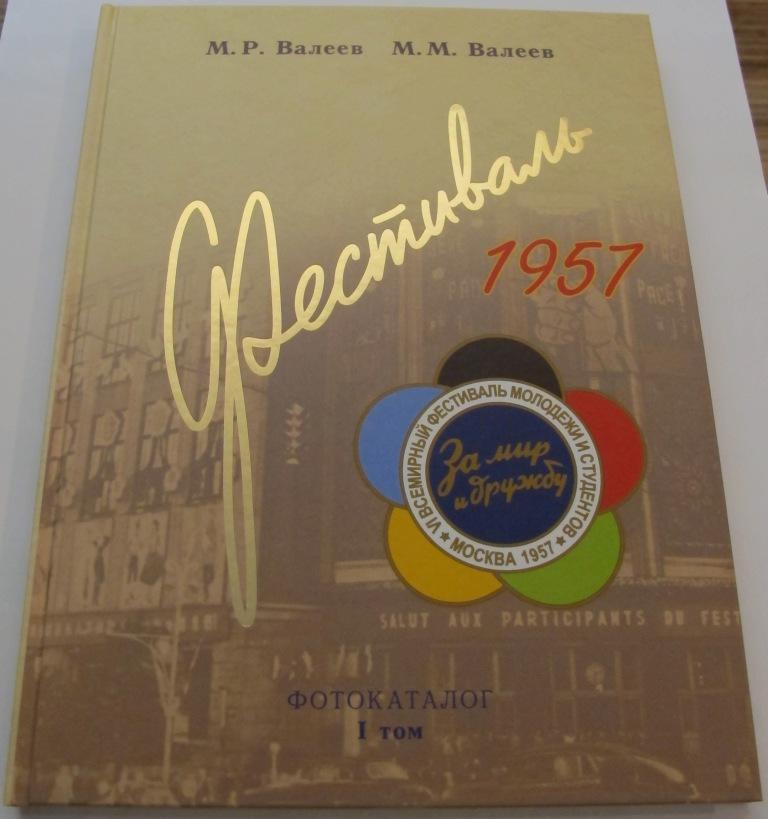 М. Р. Валеев М. М. Валеев
Фестиваль
1957
VI ВСЕМИРНЫЙ ФЕСТИВАЛЬ МОЛОДЕЖИ И СТУДЕНТОВ
За мир
и дружбу
★ МОСКВА 1957 ★
PACE
SALUT AUX PARTICIPANTS DU FEST
ФОТОКАТАЛОГ
I том